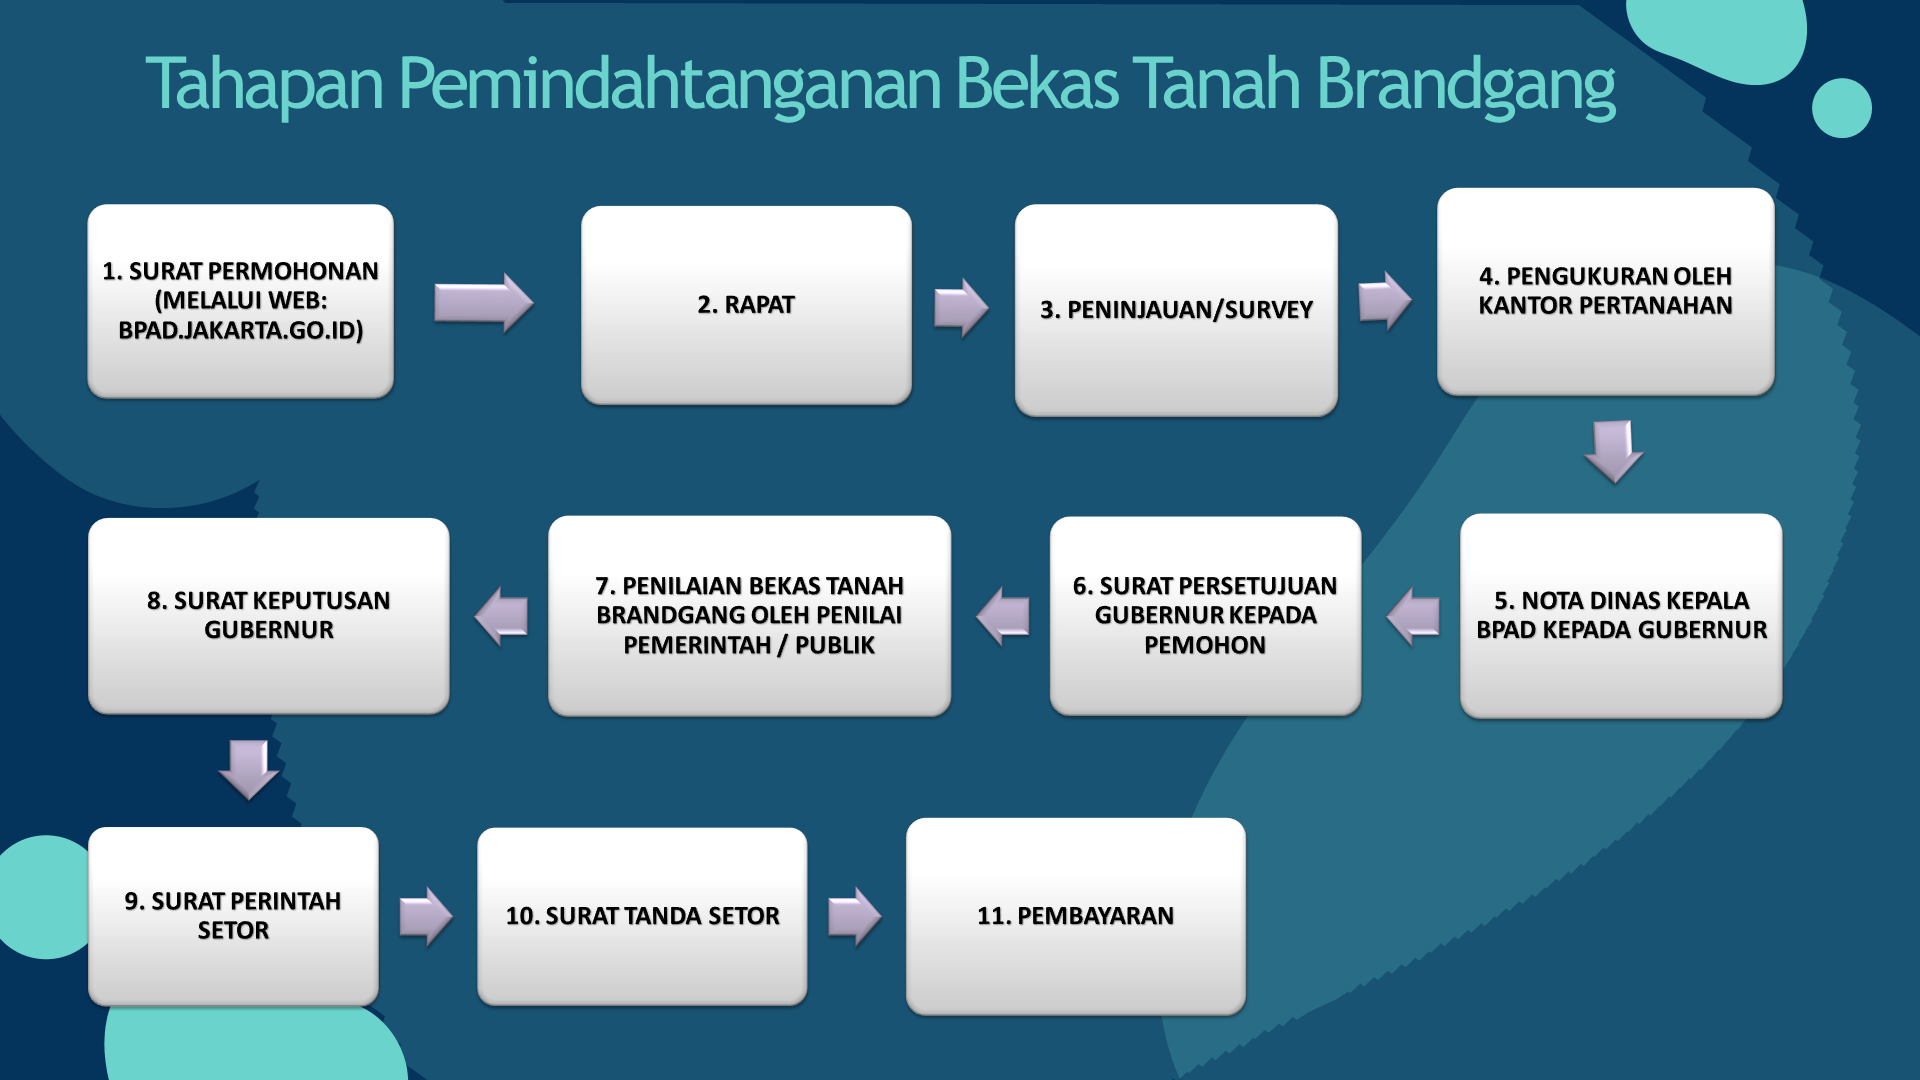 Tahapan Pemindahtanganan Bekas Tanah Brandgang
1. SURAT PERMOHONAN
(MELALUI WEB:
BPAD.JAKARTA.GO.ID)
2. RAPAT
3. PENINJAUAN/SURVEY
4. PENGUKURAN OLEH
KANTOR PERTANAHAN
5. NOTA DINAS KEPALA
BPAD KEPADA GUBERNUR
6. SURAT PERSETUJUAN
GUBERNUR KEPADA
PEMOHON
7. PENILAIAN BEKAS TANAH
BRANDGANG OLEH PENILAI
PEMERINTAH / PUBLIK
8. SURAT KEPUTUSAN
GUBERNUR
9. SURAT PERINTAH
SETOR
10. SURAT TANDA SETOR
11. PEMBAYARAN